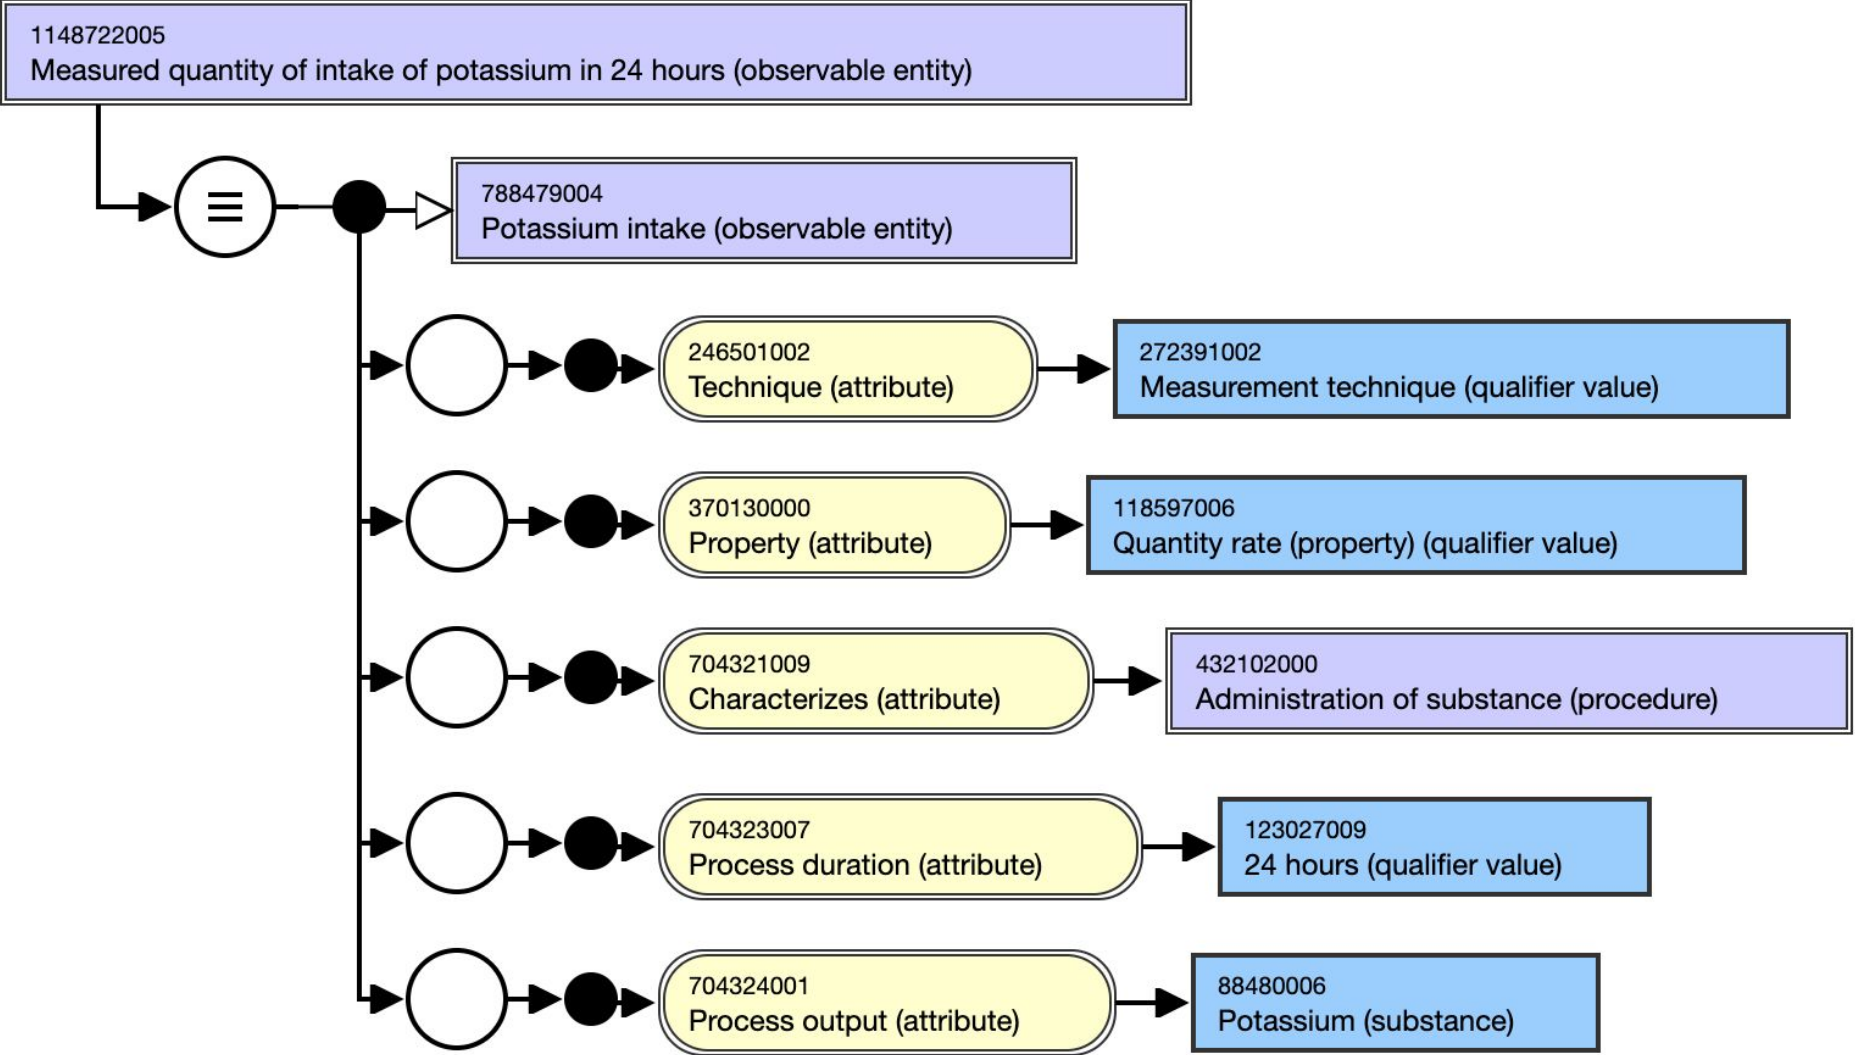 1148722005
Measured quantity of intake of potassium in 24 hours (observable entity)
788479004
Potassium intake (observable entity)
246501002
Technique (attribute)
272391002
Measurement technique (qualifier value)
370130000
Property (attribute)
118597006
Quantity rate (property) (qualifier value)
704321009
Characterizes (attribute)
432102000
Administration of substance (procedure)
704323007
Process duration (attribute)
123027009
24 hours (qualifier value)
704324001
Process output (attribute)
88480006
Potassium (substance)